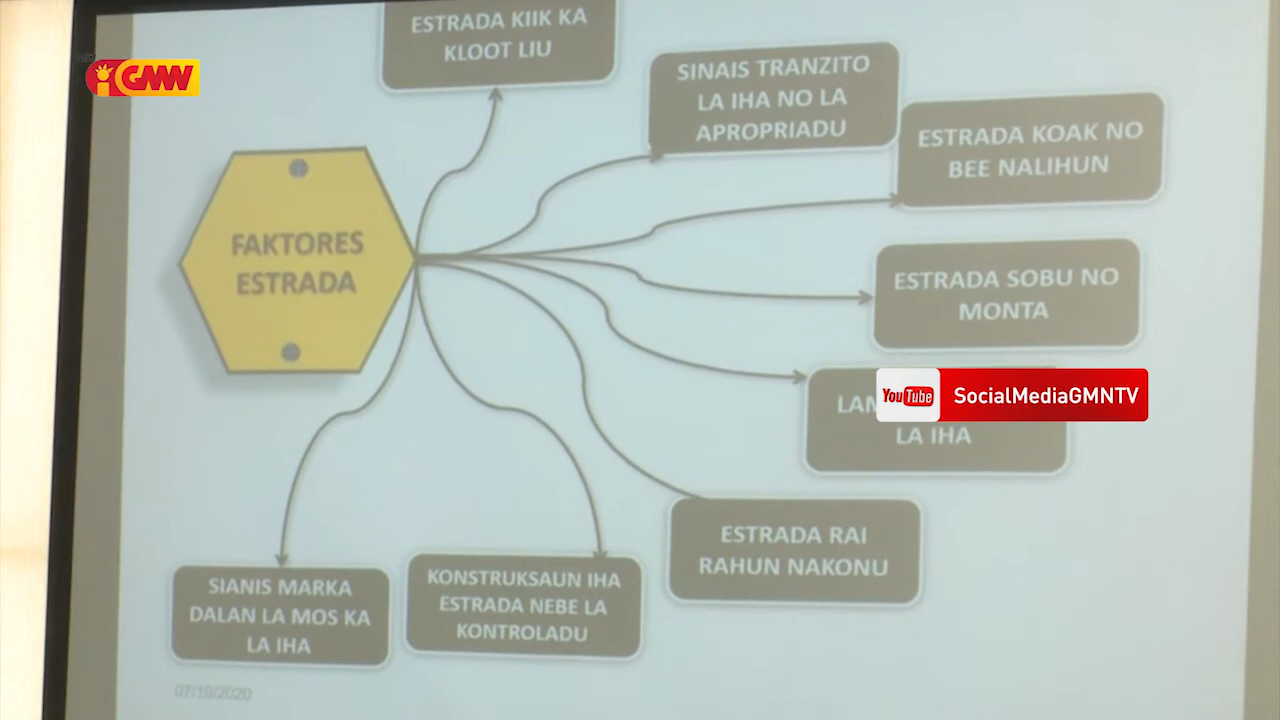 GMN
ESTRADA KIIK KA
KLOOT LIU
SINAIS TRANZITO
LA IHA NO LA
APROPRIADU
ESTRADA KOAK NO
BEE NALIHUN
FAKTORES
ESTRADA
ESTRADA SOBU NO
MONTA
YouTube SocialMediaGMNTV
LA IHA
ESTRADA RAI
RAHUN NAKONU
KONSTRUKSAUN IHA
ESTRADA NEBE LA
KONTROLADU
SIANIS MARKA
DALAN LA MOS KA
LA IHA
07/10/2020